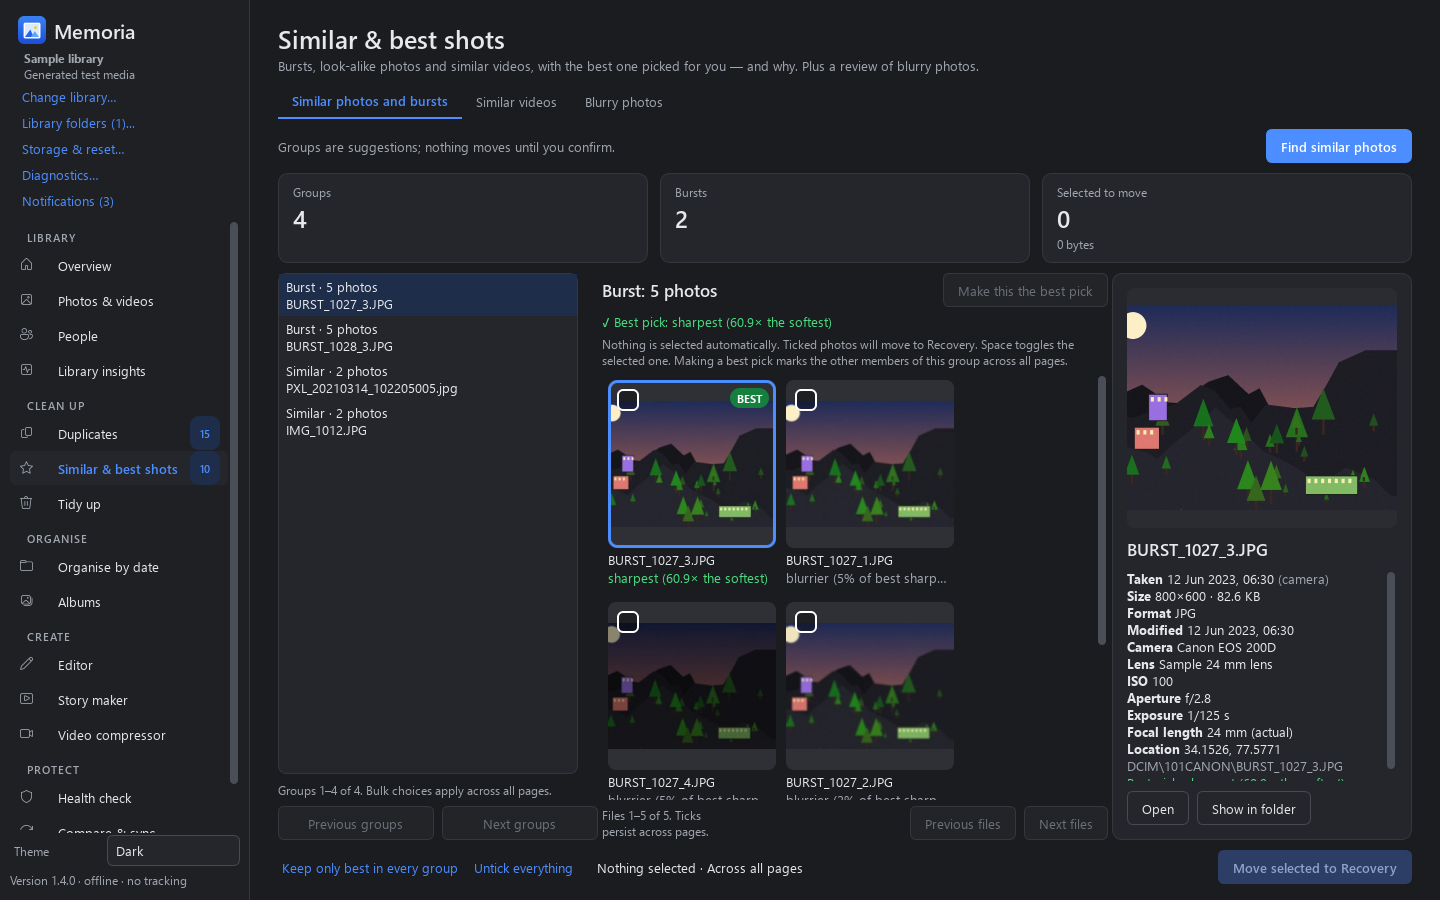 Memoria
Sample library
Generated test media
Change library...
Library folders (1)...
Storage & reset...
Diagnostics...
Notifications (3)
LIBRARY
Overview
Photos & videos
People
Library insights
CLEAN UP
Duplicates 15
Similar & best shots 10
Tidy up
ORGANISE
Organise by date
Albums
CREATE
Editor
Story maker
Video compressor
PROTECT
Health check
Compare & sync
Theme Dark
Version 1.4.0 · offline · no tracking
Similar & best shots
Bursts, look-alike photos and similar videos, with the best one picked for you — and why. Plus a review of blurry photos.
Similar photos and bursts Similar videos Blurry photos
Groups are suggestions; nothing moves until you confirm.
Find similar photos
Groups
4
Bursts
2
Selected to move
0
0 bytes
Burst · 5 photos
BURST_1027_3.JPG
Burst · 5 photos
BURST_1028_3.JPG
Similar · 2 photos
PXL_20210314_102205005.jpg
Similar · 2 photos
IMG_1012.JPG
Groups 1–4 of 4. Bulk choices apply across all pages.
Previous groups Next groups
Burst: 5 photos
Make this the best pick
✓ Best pick: sharpest (60.9× the softest)
Nothing is selected automatically. Ticked photos will move to Recovery. Space toggles the
selected one. Making a best pick marks the other members of this group across all pages.
BEST
BURST_1027_3.JPG
sharpest (60.9× the softest)
BURST_1027_1.JPG
blurrier (5% of best sharp...
BURST_1027_4.JPG
blurrier (5% of best sharp...
BURST_1027_2.JPG
blurrier (2% of best sharp...
Files 1–5 of 5. Ticks
persist across pages.
Previous files Next files
BURST_1027_3.JPG
Taken 12 Jun 2023, 06:30 (camera)
Size 800×600 · 82.6 KB
Format JPG
Modified 12 Jun 2023, 06:30
Camera Canon EOS 200D
Lens Sample 24 mm lens
ISO 100
Aperture f/2.8
Exposure 1/125 s
Focal length 24 mm (actual)
Location 34.1526, 77.5771
DCIM\101CANON\BURST_1027_3.JPG
Open Show in folder
Keep only best in every group Untick everything Nothing selected · Across all pages
Move selected to Recovery